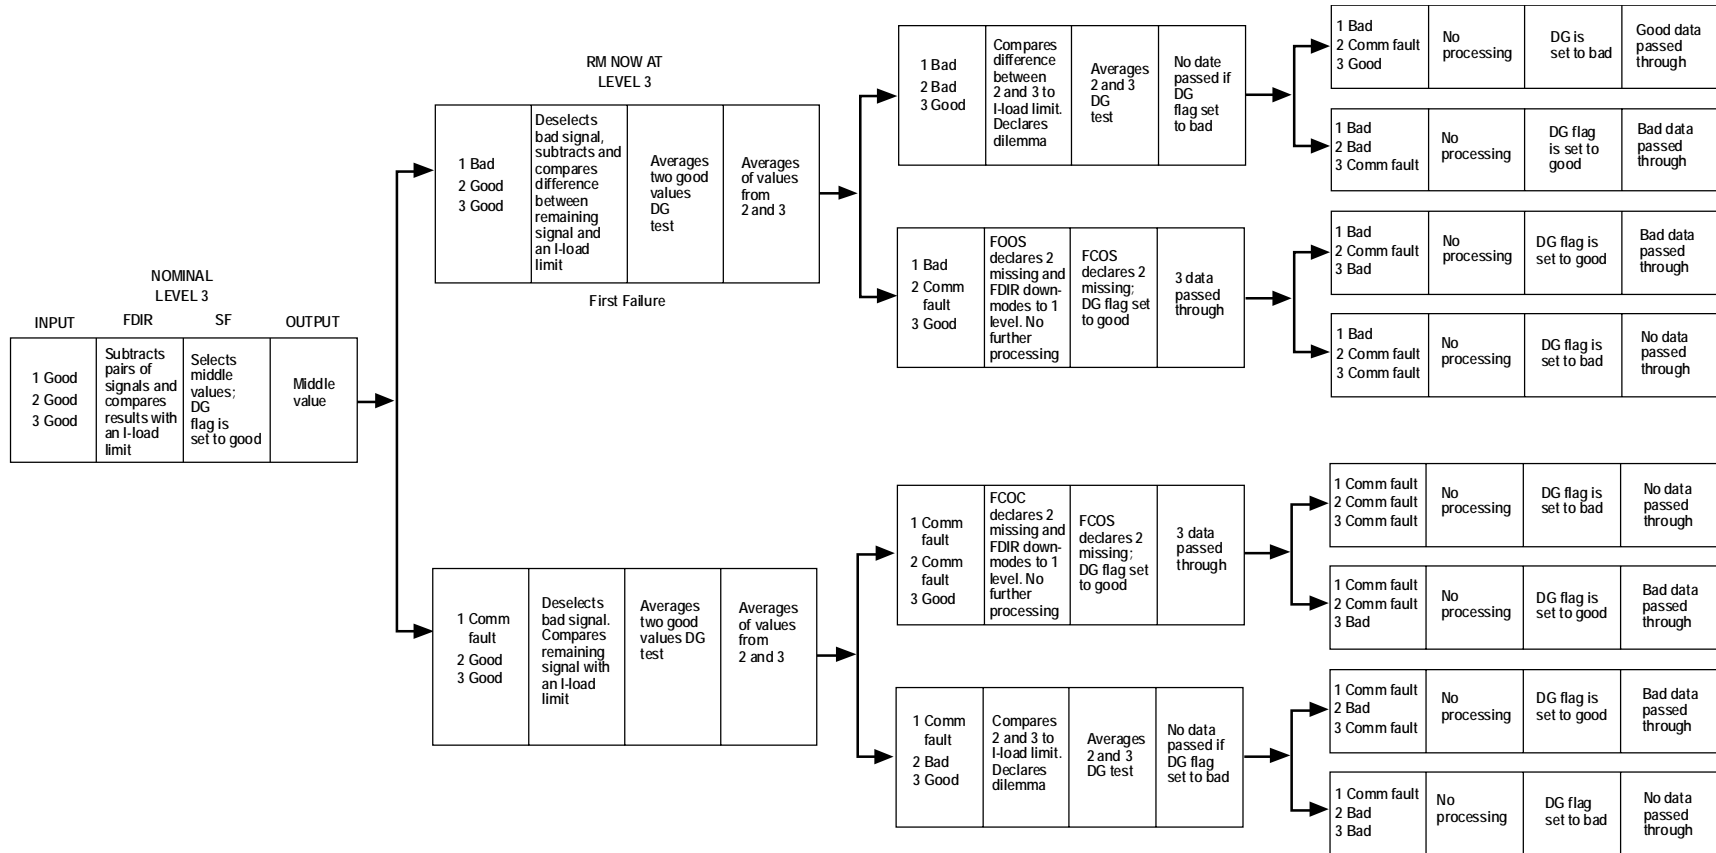 NOMINAL
LEVEL 3
INPUT
FDIR
SF
OUTPUT
1 Good
2 Good
3 Good
Subtracts
pairs of
signals and
compares
results with
an I-load
limit
Selects
middle
values;
DG
flag is
set to good
Middle
value
RM NOW AT
LEVEL 3
1 Bad
2 Good
3 Good
Deselects
bad signal,
subtracts and
compares
difference
between
remaining
signal and
an I-load
limit
Averages
two good
values
DG
test
Averages
of values
from
2 and 3
First Failure
1 Comm
fault
2 Good
3 Good
Deselects
bad signal.
Compares
remaining
signal with
an I-load
limit
Averages
two good
values DG
test
Averages
of values
from
2 and 3
1 Bad
2 Bad
3 Good
Compares
difference
between
2 and 3 to
I-load limit.
Declares
dilemma
Averages
2 and 3
DG
test
No date
passed if
DG
flag set
to bad
1 Bad
2 Comm
fault
3 Good
FOOS
declares 2
missing and
FDIR down-
modes to 1
level. No
further
processing
FCOS
declares 2
missing;
DG flag set
to good
3 data
passed
through
1 Comm
fault
2 Comm
fault
3 Good
FCOC
declares 2
missing and
FDIR down-
modes to 1
level. No
further
processing
FCOS
declares 2
missing;
DG flag set
to good
3 data
passed
through
1 Comm
fault
2 Bad
3 Good
Compares
2 and 3 to
I-load limit.
Declares
dilemma
Averages
2 and 3
DG test
No data
passed if
DG flag
set to bad
1 Bad
2 Comm fault
3 Good
No
processing
DG is
set to bad
Good data
passed
through
1 Bad
2 Bad
3 Comm fault
No
processing
DG flag
is set to
good
Bad data
passed
through
1 Bad
2 Comm fault
3 Bad
No
processing
DG flag is
set to good
Bad data
passed
through
1 Bad
2 Comm fault
3 Comm fault
No
processing
DG flag is
set to bad
No data
passed
through
1 Comm fault
2 Comm fault
3 Comm fault
No
processing
DG flag is
set to bad
No data
passed
through
1 Comm fault
2 Comm fault
3 Bad
No
processing
DG flag is
set to good
Bad data
passed
through
1 Comm fault
2 Bad
3 Comm fault
No
processing
DG flag is
set to good
Bad data
passed
through
1 Comm fault
2 Bad
3 Bad
No
processing
DG flag
set to bad
No data
passed
through